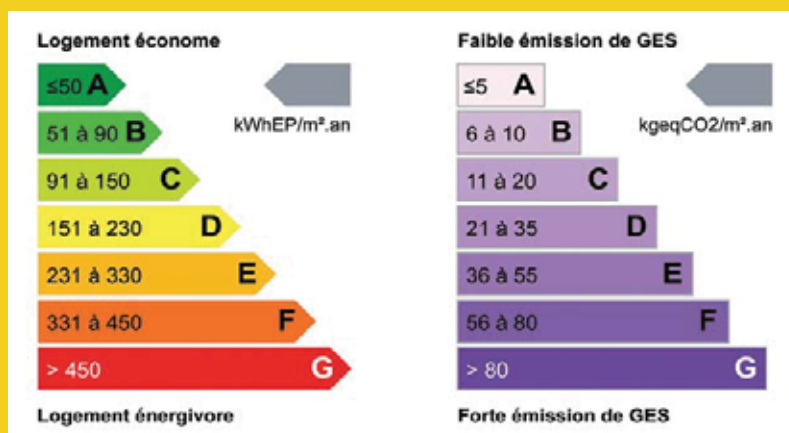 Logement économe
≤50 A
kWhEP/m².an
51 à 90 B
91 à 150 C
151 à 230 D
231 à 330 E
331 à 450 F
> 450 G
Logement énergivore
Faible émission de GES
≤5 A
kgeqCO2/m².an
6 à 10 B
11 à 20 C
21 à 35 D
36 à 55 E
56 à 80 F
> 80 G
Forte émission de GES